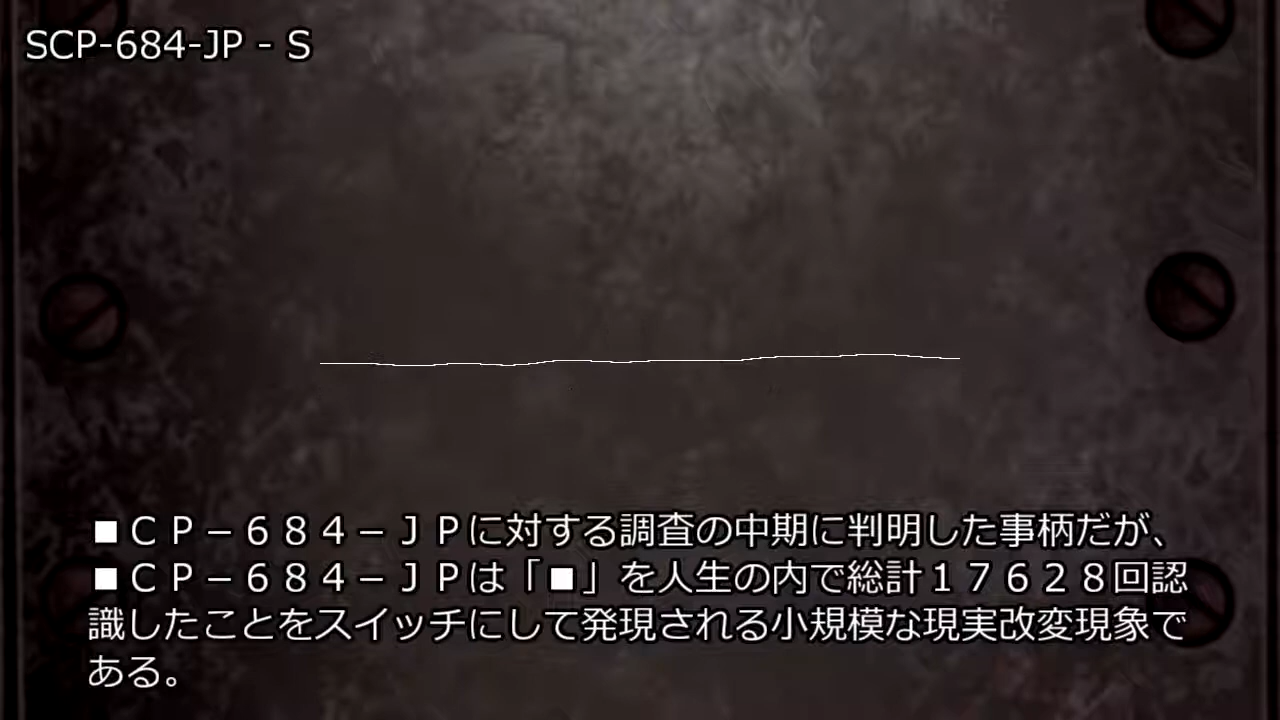 SCP-684-JP - S
■ＣＰ－６８４－ＪＰに対する調査の中期に判明した事柄だが、
■ＣＰ－６８４－ＪＰは「■」を人生の内で総計１７６２８回認
識したことをスイッチにして発現される小規模な現実改変現象で
ある。